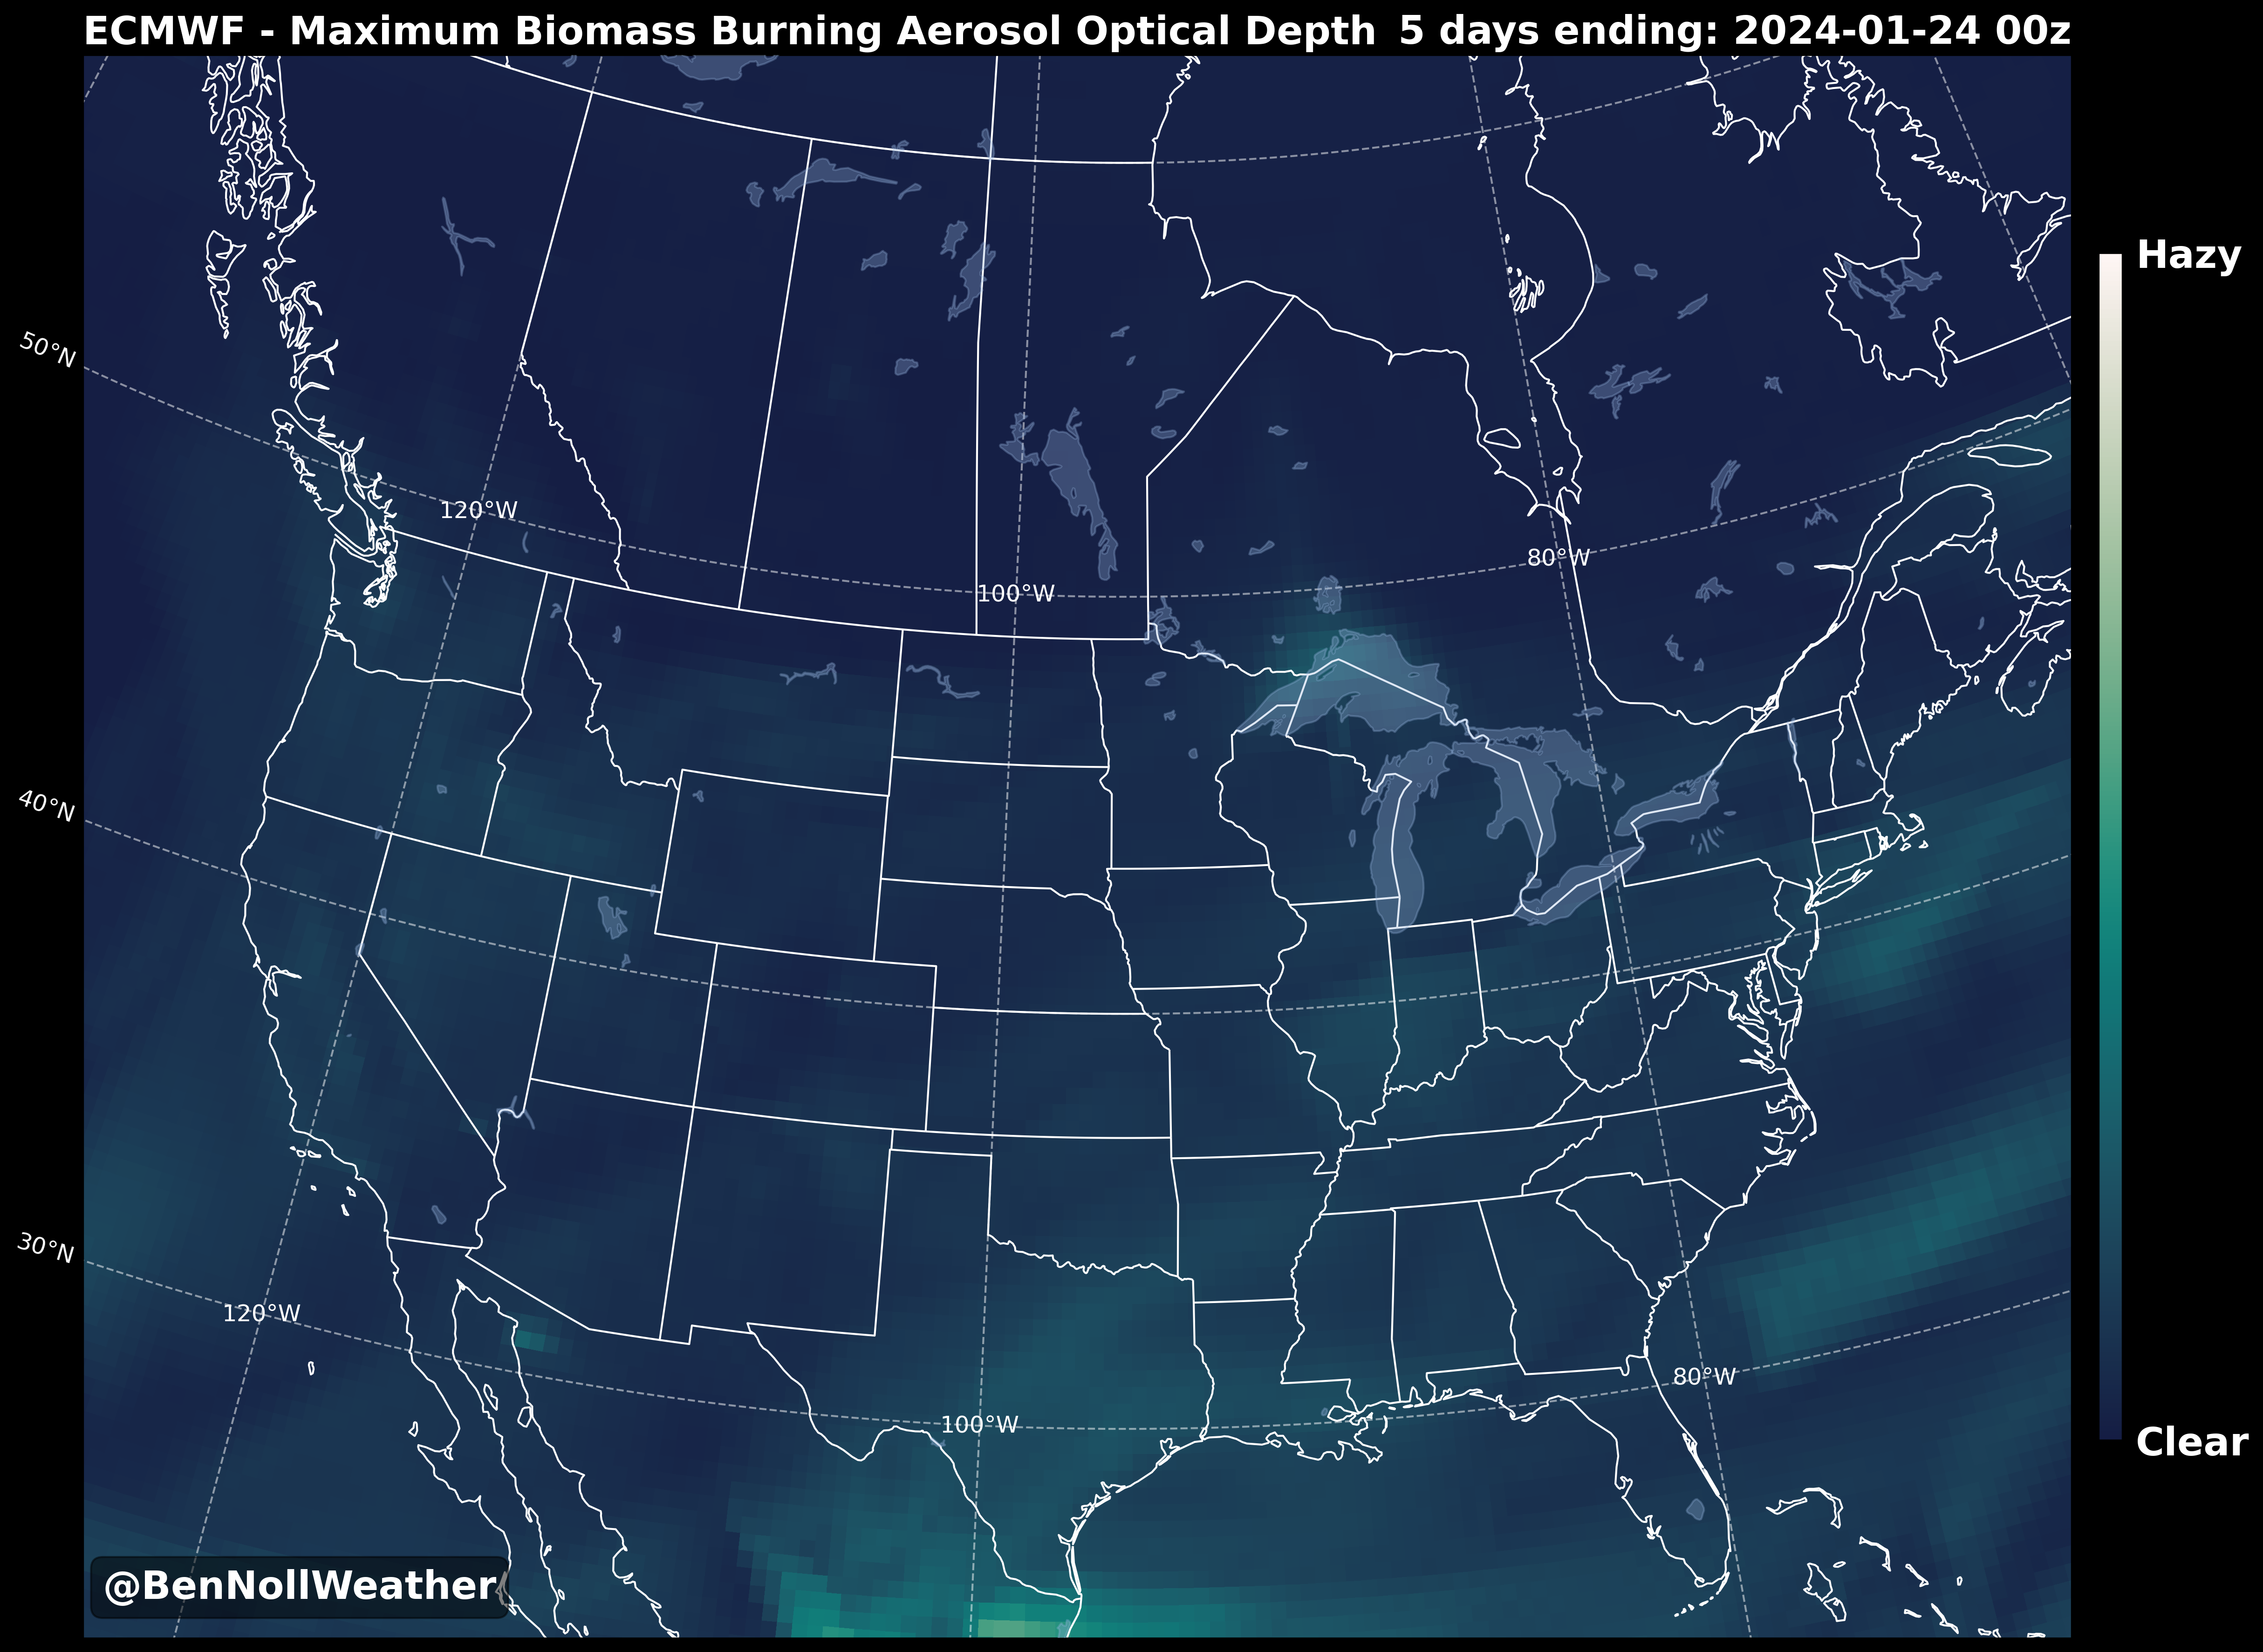 ECMWF - Maximum Biomass Burning Aerosol Optical Depth 5 days ending: 2024-01-24 00z
Hazy
50°N
120°W
80°W
100°W
40°N
30°N
120°W
80°W
100°W
Clear
@BenNollWeather